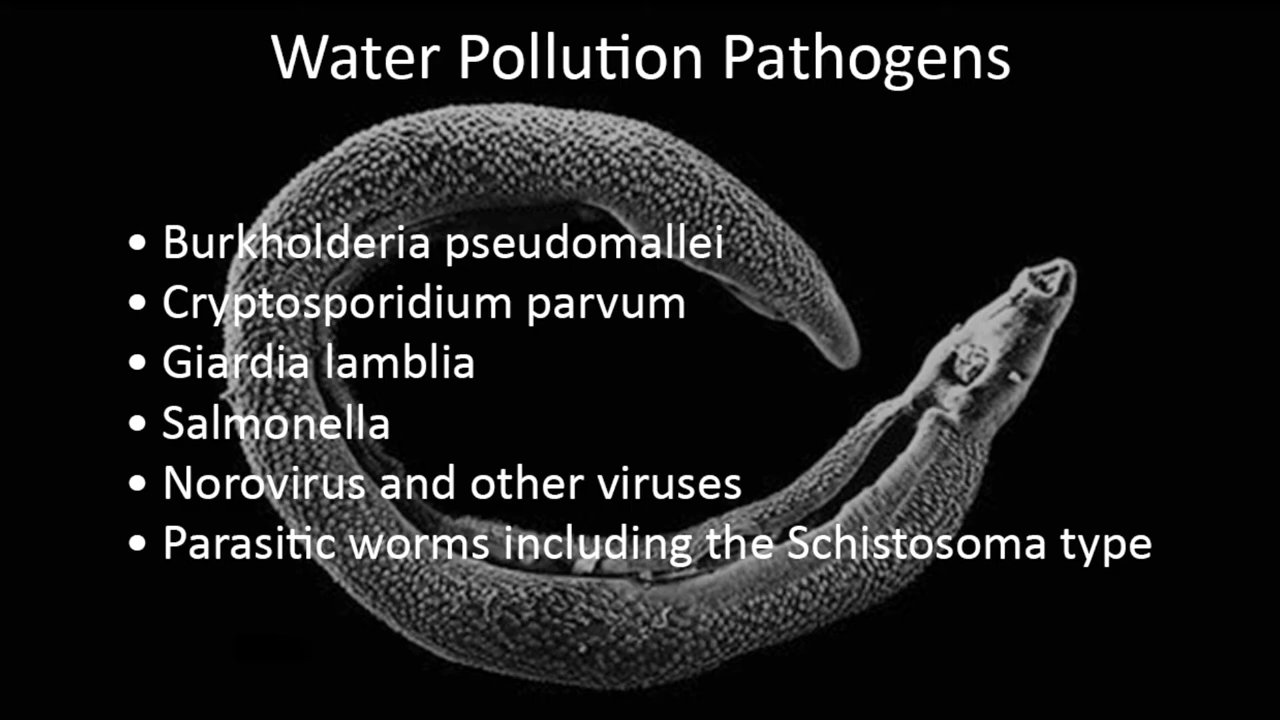 Water Pollution Pathogens
• Burkholderia pseudomallei
• Cryptosporidium parvum
• Giardia lamblia
• Salmonella
• Norovirus and other viruses
• Parasitic worms including the Schistosoma type